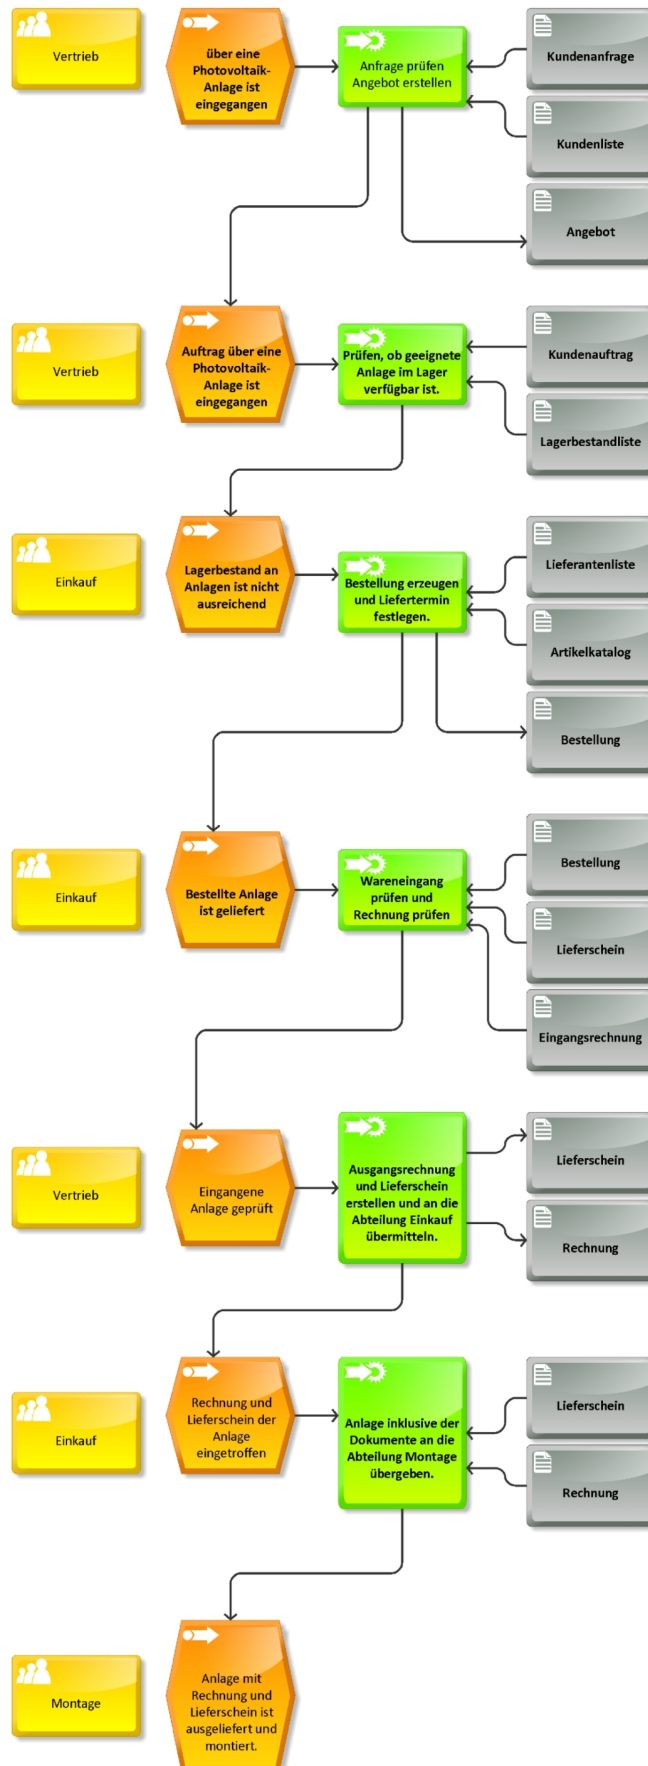 Vertrieb
über eine
Photovoltaik-
Anlage ist
eingegangen
Anfrage prüfen
Angebot erstellen
Kundenanfrage
Kundenliste
Angebot
Vertrieb
Auftrag über eine
Photovoltaik-
Anlage ist
eingegangen
Prüfen, ob geeignete
Anlage im Lager
verfügbar ist.
Kundenauftrag
Lagerbestandliste
Einkauf
Lagerbestand an
Anlagen ist nicht
ausreichend
Bestellung erzeugen
und Liefertermin
festlegen.
Lieferantenliste
Artikelkatalog
Bestellung
Einkauf
Bestellte Anlage
ist geliefert
Wareneingang
prüfen und
Rechnung prüfen
Bestellung
Lieferschein
Eingangsrechnung
Vertrieb
Eingangene
Anlage geprüft
Ausgangsrechnung
und Lieferschein
erstellen und an die
Abteilung Einkauf
übermitteln.
Lieferschein
Rechnung
Einkauf
Rechnung und
Lieferschein der
Anlage
eingetroffen
Anlage inklusive der
Dokumente an die
Abteilung Montage
übergeben.
Lieferschein
Rechnung
Montage
Anlage mit
Rechnung und
Lieferschein ist
ausgeliefert und
montiert.